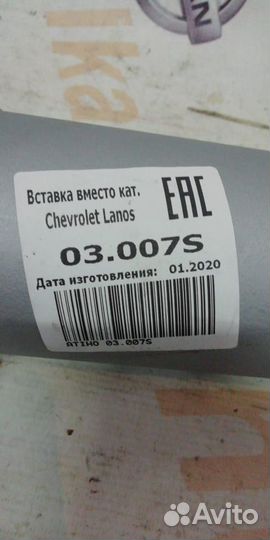 Вставка вместо кат.
Chevrolet Lanos
EAC
03.007S
Дата изготовления: 01.2020
ATIHO 03.007S
Avito